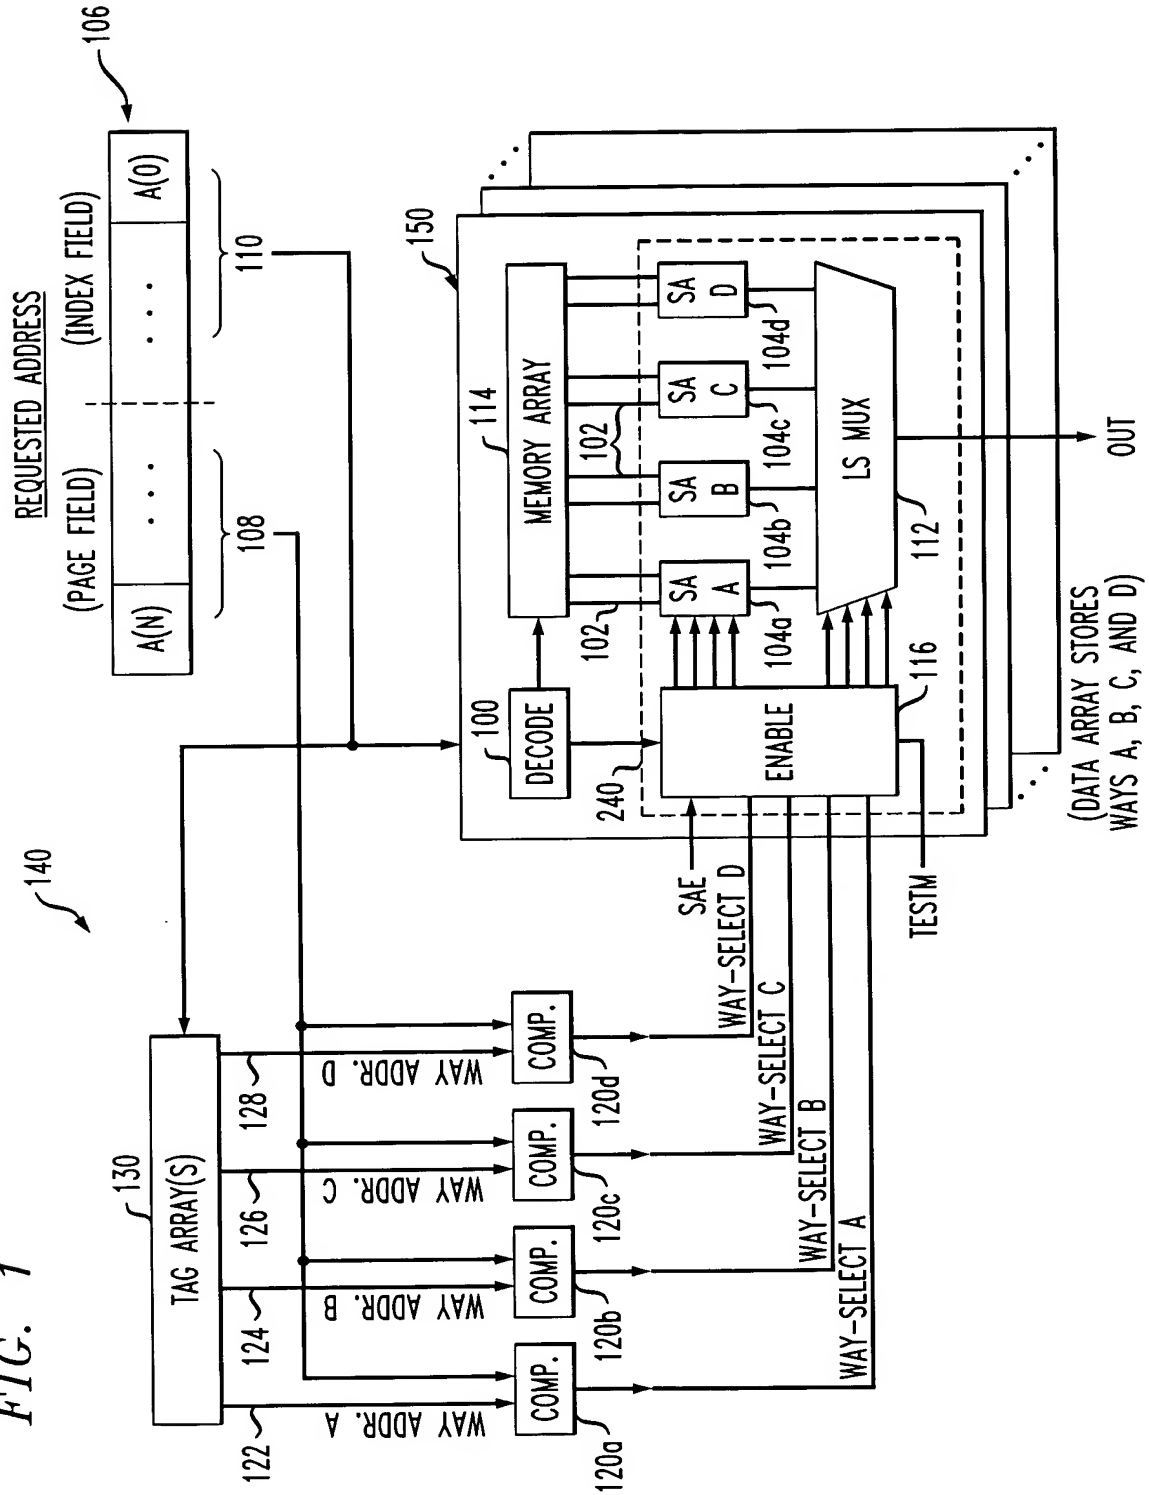 FIG. 1
140
REQUESTED ADDRESS
(PAGE FIELD)
(INDEX FIELD)
A(N)
• • •
• • •
A(0)
106
108
110
130
TAG ARRAY(S)
122
124
126
128
WAY ADDR. A
WAY ADDR. B
WAY ADDR. C
WAY ADDR. D
COMP.
COMP.
COMP.
COMP.
120a
120b
120c
120d
WAY-SELECT D
WAY-SELECT C
WAY-SELECT B
WAY-SELECT A
SAE
TESTM
150
100
DECODE
114
MEMORY ARRAY
102
102
240
ENABLE
116
SA
A
SA
B
SA
C
SA
D
104a
104b
104c
104d
LS MUX
112
OUT
(DATA ARRAY STORES
WAYS A, B, C, AND D)